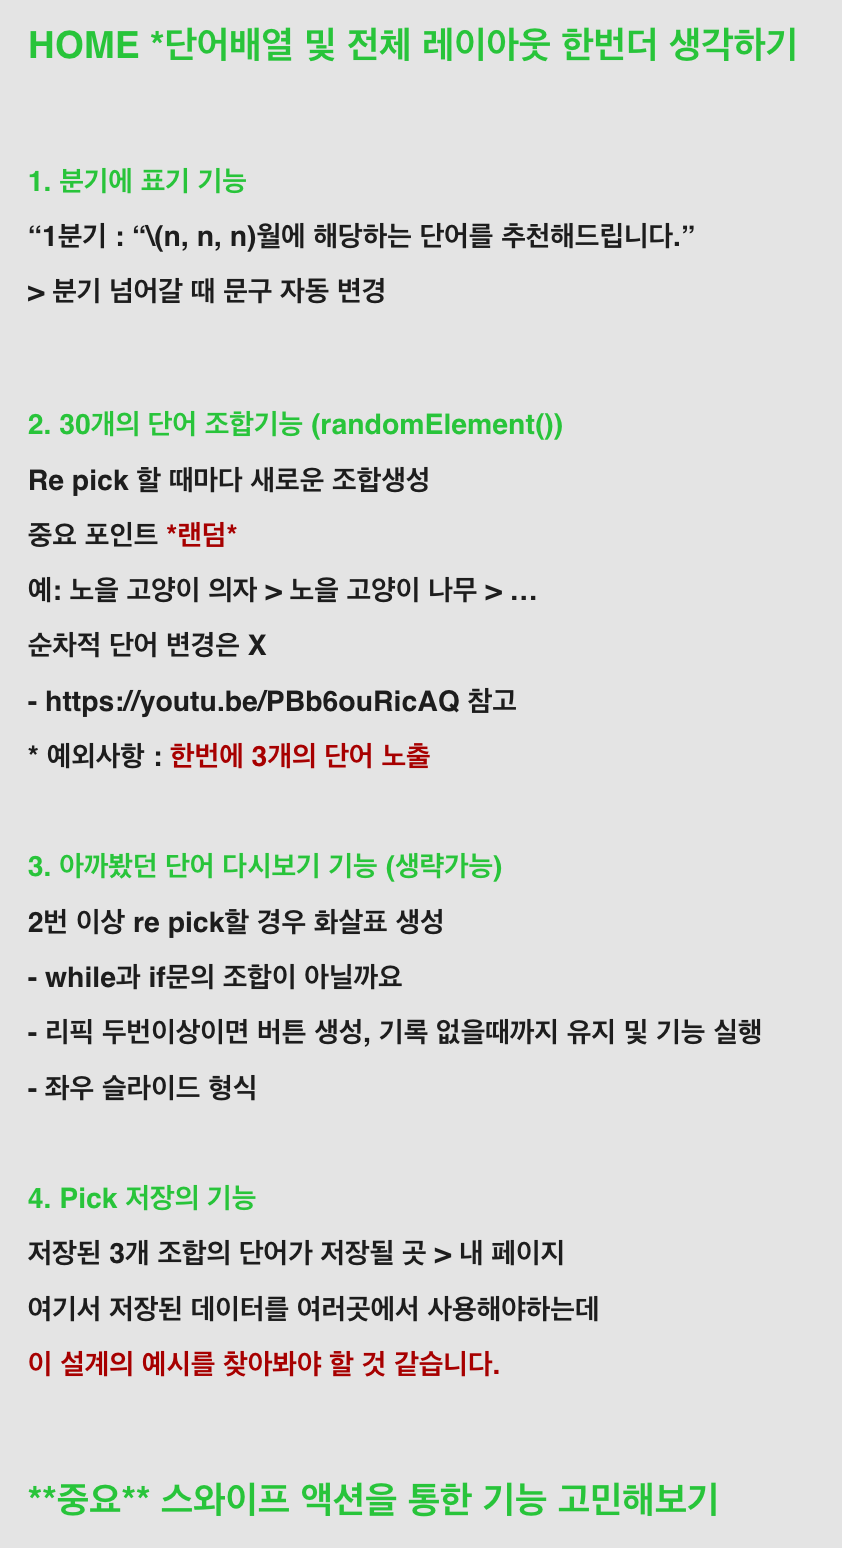 HOME *단어배열 및 전체 레이아웃 한번더 생각하기
1. 분기에 표기 기능
“1분기 : “\(n, n, n)월에 해당하는 단어를 추천해드립니다.”
> 분기 넘어갈 때 문구 자동 변경
2. 30개의 단어 조합기능 (randomElement())
Re pick 할 때마다 새로운 조합생성
중요 포인트 *랜덤*
예: 노을 고양이 의자 > 노을 고양이 나무 > ...
순차적 단어 변경은 X
- https://youtu.be/PBb6ouRicAQ 참고
* 예외사항 : 한번에 3개의 단어 노출
3. 아까봤던 단어 다시보기 기능 (생략가능)
2번 이상 re pick할 경우 화살표 생성
- while과 if문의 조합이 아닐까요
- 리픽 두번이상이면 버튼 생성, 기록 없을때까지 유지 및 기능 실행
- 좌우 슬라이드 형식
4. Pick 저장의 기능
저장된 3개 조합의 단어가 저장될 곳 > 내 페이지
여기서 저장된 데이터를 여러곳에서 사용해야하는데
이 설계의 예시를 찾아봐야 할 것 같습니다.
**중요** 스와이프 액션을 통한 기능 고민해보기